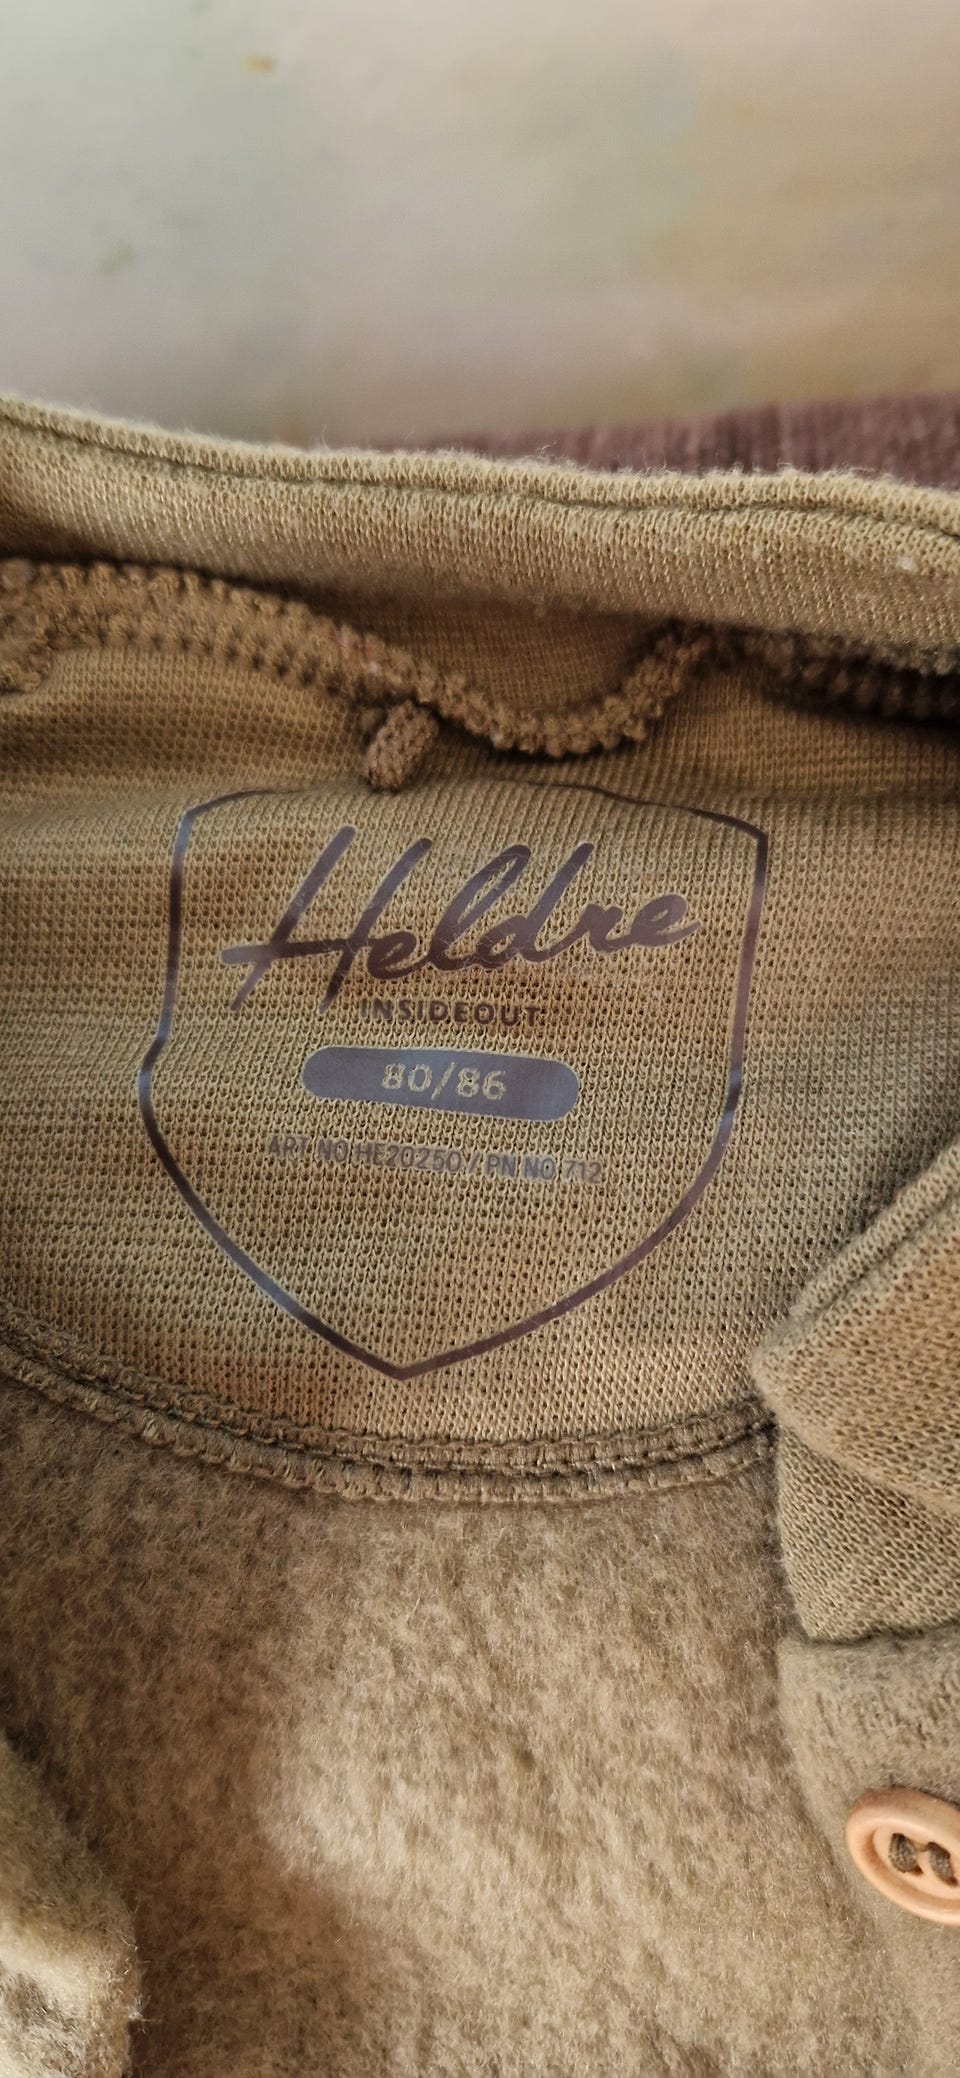 Heldre
INSIDEOUT
80/86
ART NO HE20250 / PN NO 712